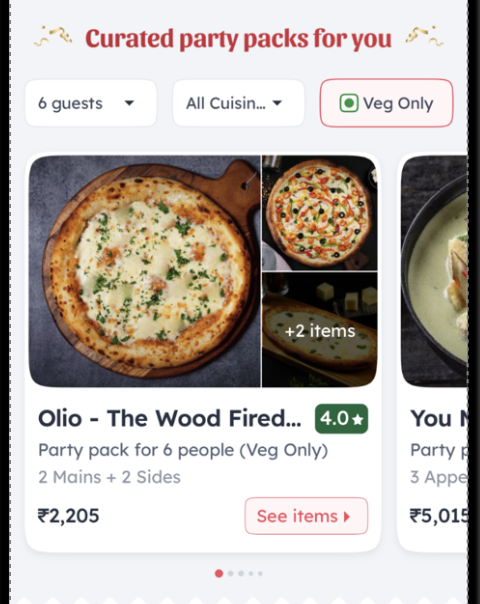 Curated party packs for you
6 guests
All Cuisin...
Veg Only
+2 items
Olio - The Wood Fired... 4.0
Party pack for 6 people (Veg Only)
2 Mains + 2 Sides
₹2,205
See items
You
Party
3 Appe
₹5,015